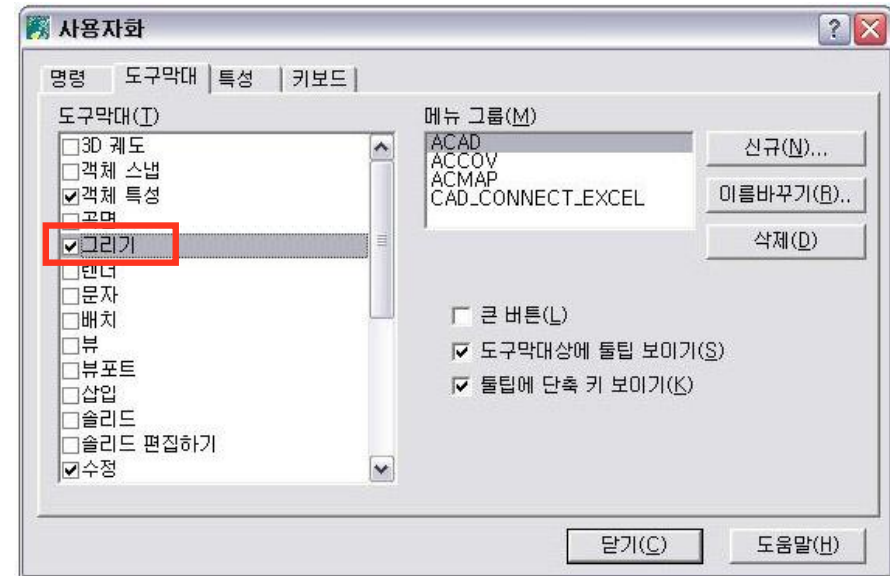 사용자화
명령 도구막대 특성 키보드
도구막대(T)
3D 궤도
객체 스냅
객체 특성
곡면
그리기
렌더
문자
배치
뷰
뷰포트
삽입
솔리드
솔리드 편집하기
수정
메뉴 그룹(M)
ACAD
ACCOV
ACMAP
CAD_CONNECT_EXCEL
신규(N)...
이름바꾸기(R)..
삭제(D)
큰 버튼(L)
도구막대상에 툴팁 보이기(S)
툴팁에 단축 키 보이기(K)
닫기(C) 도움말(H)